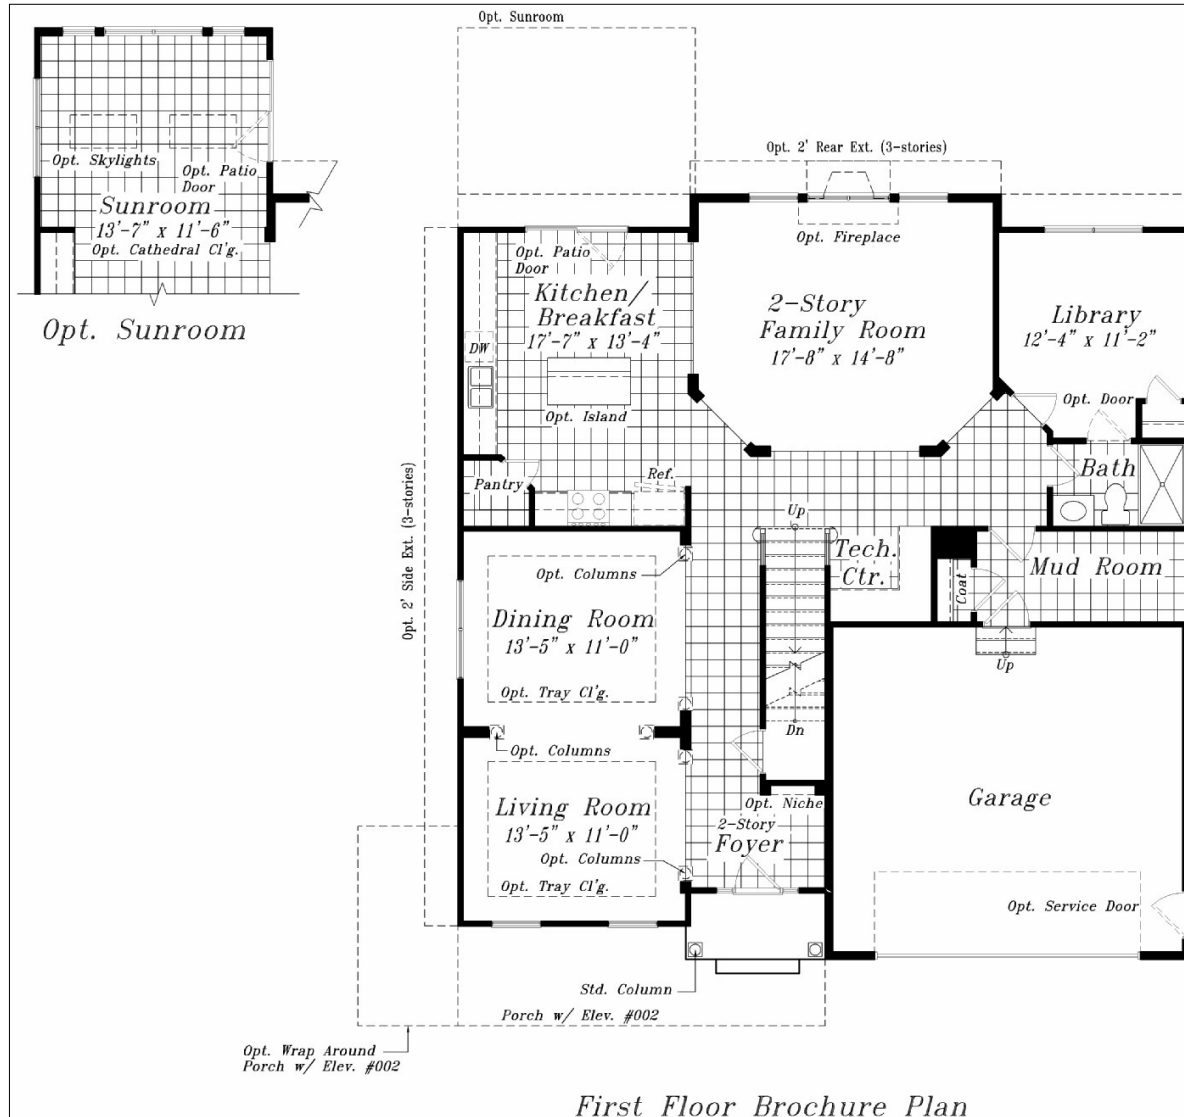 Opt. Skylights
Opt. Patio
Door
Sunroom
13'-7" x 11'-6"
Opt. Cathedral Cl'g.
Opt. Sunroom
Opt. Sunroom
Opt. 2' Rear Ext. (3-stories)
Opt. Fireplace
Opt. Patio
Door
Kitchen/
Breakfast
17'-7" x 13'-4"
DW
Opt. Island
2-Story
Family Room
17'-8" x 14'-8"
Library
12'-4" x 11'-2"
Opt. Door
Bath
Pantry
Ref.
Opt. 2' Side Ext. (3-stories)
Up
Tech.
Ctr.
Mud Room
Coat
Up
Opt. Columns
Dining Room
13'-5" x 11'-0"
Opt. Tray Cl'g.
Dn
Opt. Columns
Living Room
13'-5" x 11'-0"
Opt. Columns
Opt. Tray Cl'g.
Opt. Niche
2-Story
Foyer
Garage
Opt. Service Door
Std. Column
Porch w/ Elev. #002
Opt. Wrap Around
Porch w/ Elev. #002
First Floor Brochure Plan